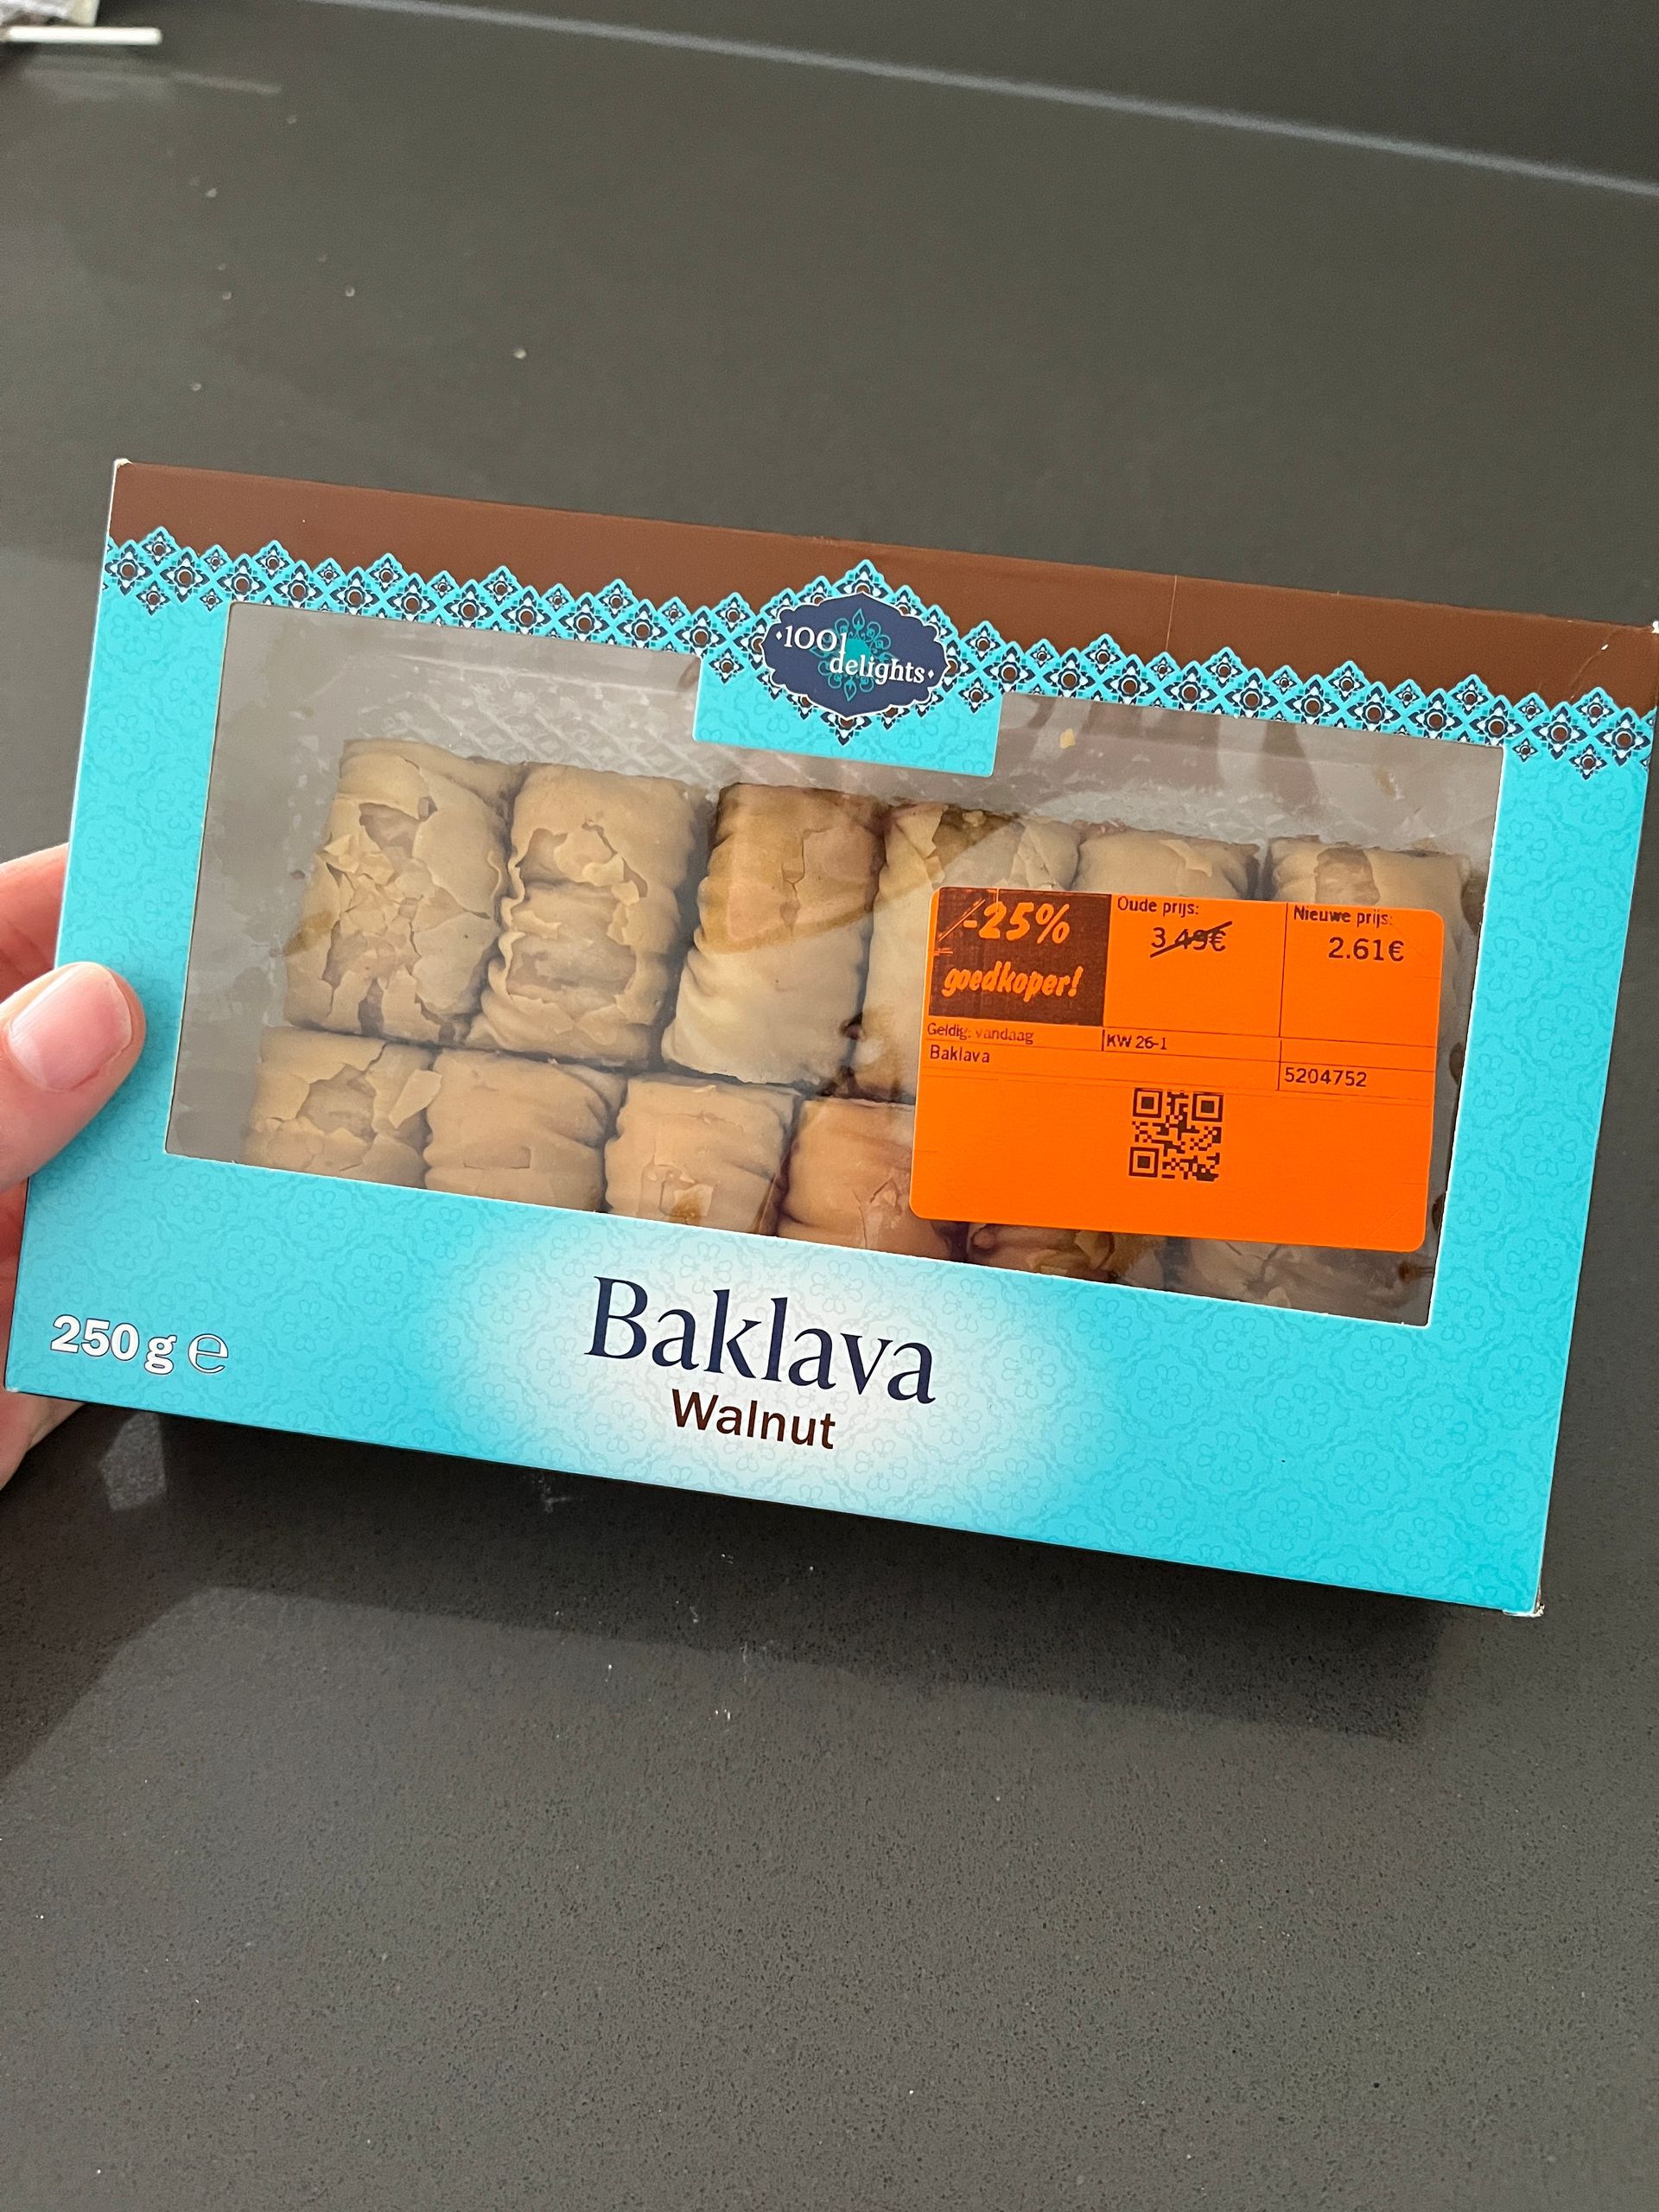 1001
delights
-25%
goedkoper!
Oude prijs:
3.49€
Nieuwe prijs:
2.61€
Geldig: vandaag
KW 26-1
Baklava
5204752
250 g ℮
Baklava
Walnut